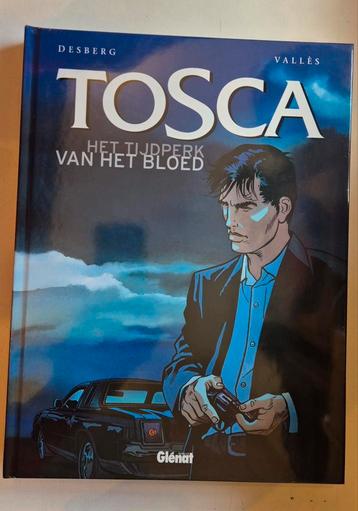 DESBERG
VALLÈS
TOSCA
HET TIJDPERK
VAN HET BLOED
Glénat